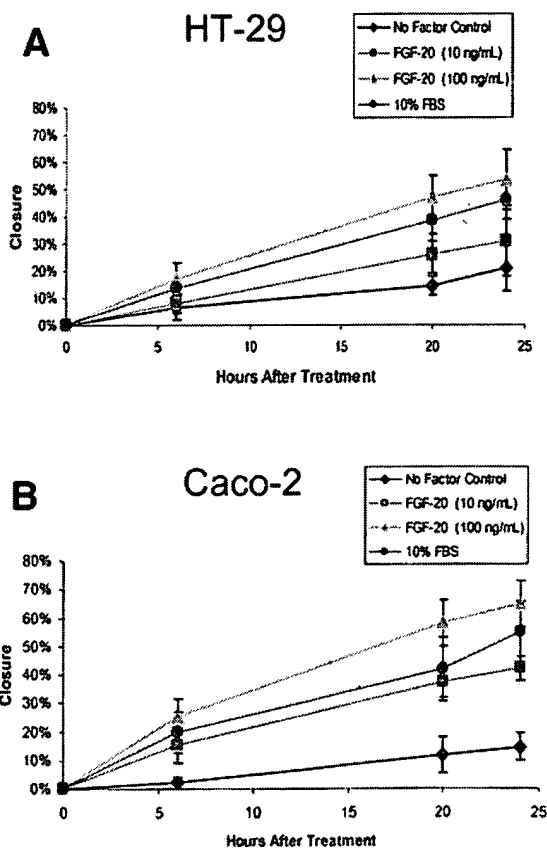 A
HT-29
No Factor Control
FGF-20 (10 ng/mL)
FGF-20 (100 ng/mL)
10% FBS
80%
70%
60%
50%
40%
30%
20%
10%
0%
Closure
0
5
10
15
20
25
Hours After Treatment
B
Caco-2
No Factor Control
FGF-20 (10 ng/mL)
FGF-20 (100 ng/mL)
10% FBS
80%
70%
60%
50%
40%
30%
20%
10%
0%
Closure
0
5
10
15
20
25
Hours After Treatment